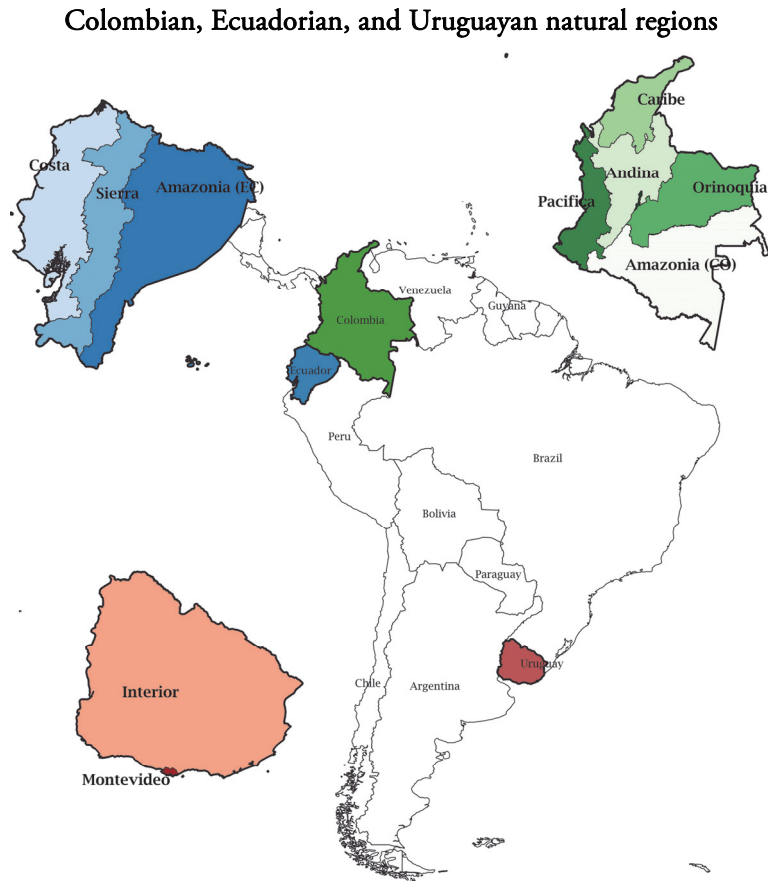 Colombian, Ecuadorian, and Uruguayan natural regions
Caribe
Costa
Andina
Sierra
Amazonia (EC)
Orinoquia
Pacifica
Amazonia (CO)
Venezuela
Guyana
Colombia
Ecuador
Peru
Brazil
Bolivia
Paraguay
Uruguay
Chile
Argentina
Interior
Montevideo